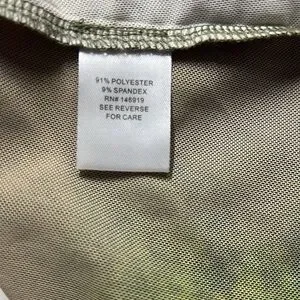 91% POLYESTER
9% SPANDEX
RN# 146919
SEE REVERSE
FOR CARE